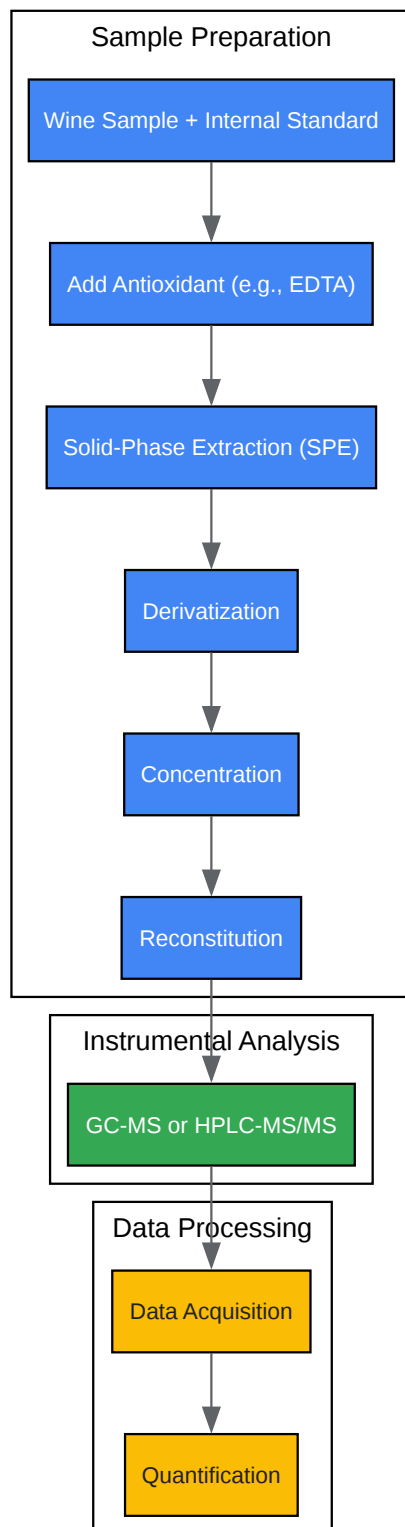 Sample Preparation
Wine Sample + Internal Standard
Add Antioxidant (e.g., EDTA)
Solid-Phase Extraction (SPE)
Derivatization
Concentration
Reconstitution
Instrumental Analysis
GC-MS or HPLC-MS/MS
Data Processing
Data Acquisition
Quantification